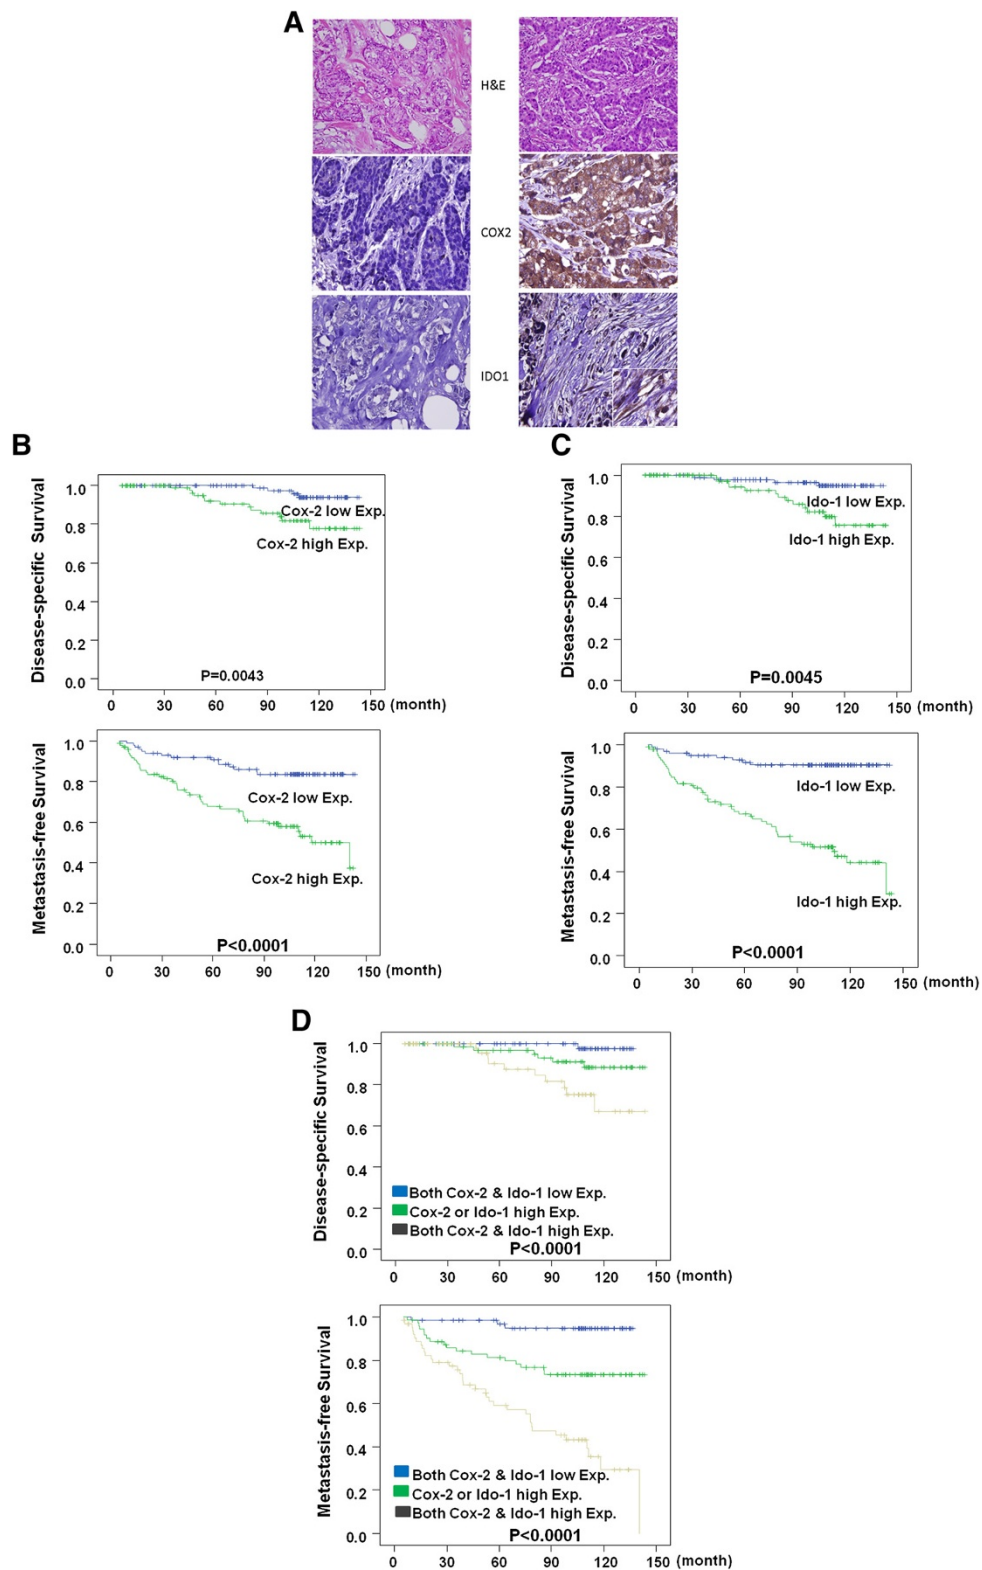 A
H&E
COX2
IDO1
B
Disease-specific Survival
1.0
0.8
0.6
0.4
0.2
0.0
Cox-2 low Exp.
Cox-2 high Exp.
P=0.0043
0 30 60 90 120 150 (month)
Metastasis-free Survival
1.0
0.8
0.6
0.4
0.2
0.0
Cox-2 low Exp.
Cox-2 high Exp.
P<0.0001
0 30 60 90 120 150 (month)
C
Disease-specific Survival
1.0
0.8
0.6
0.4
0.2
0.0
Ido-1 low Exp.
Ido-1 high Exp.
P=0.0045
0 30 60 90 120 150 (month)
Metastasis-free Survival
1.0
0.8
0.6
0.4
0.2
0.0
Ido-1 low Exp.
Ido-1 high Exp.
P<0.0001
0 30 60 90 120 150 (month)
D
Disease-specific Survival
1.0
0.8
0.6
0.4
0.2
0.0
Both Cox-2 & Ido-1 low Exp.
Cox-2 or Ido-1 high Exp.
Both Cox-2 & Ido-1 high Exp.
P<0.0001
0 30 60 90 120 150 (month)
Metastasis-free Survival
1.0
0.8
0.6
0.4
0.2
0.0
Both Cox-2 & Ido-1 low Exp.
Cox-2 or Ido-1 high Exp.
Both Cox-2 & Ido-1 high Exp.
P<0.0001
0 30 60 90 120 150 (month)